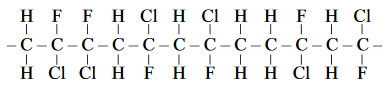 H F F H Cl H Cl H H F H Cl
– C – C – C – C – C – C – C – C – C – C – C – C –
H Cl Cl H F H F H H Cl H F